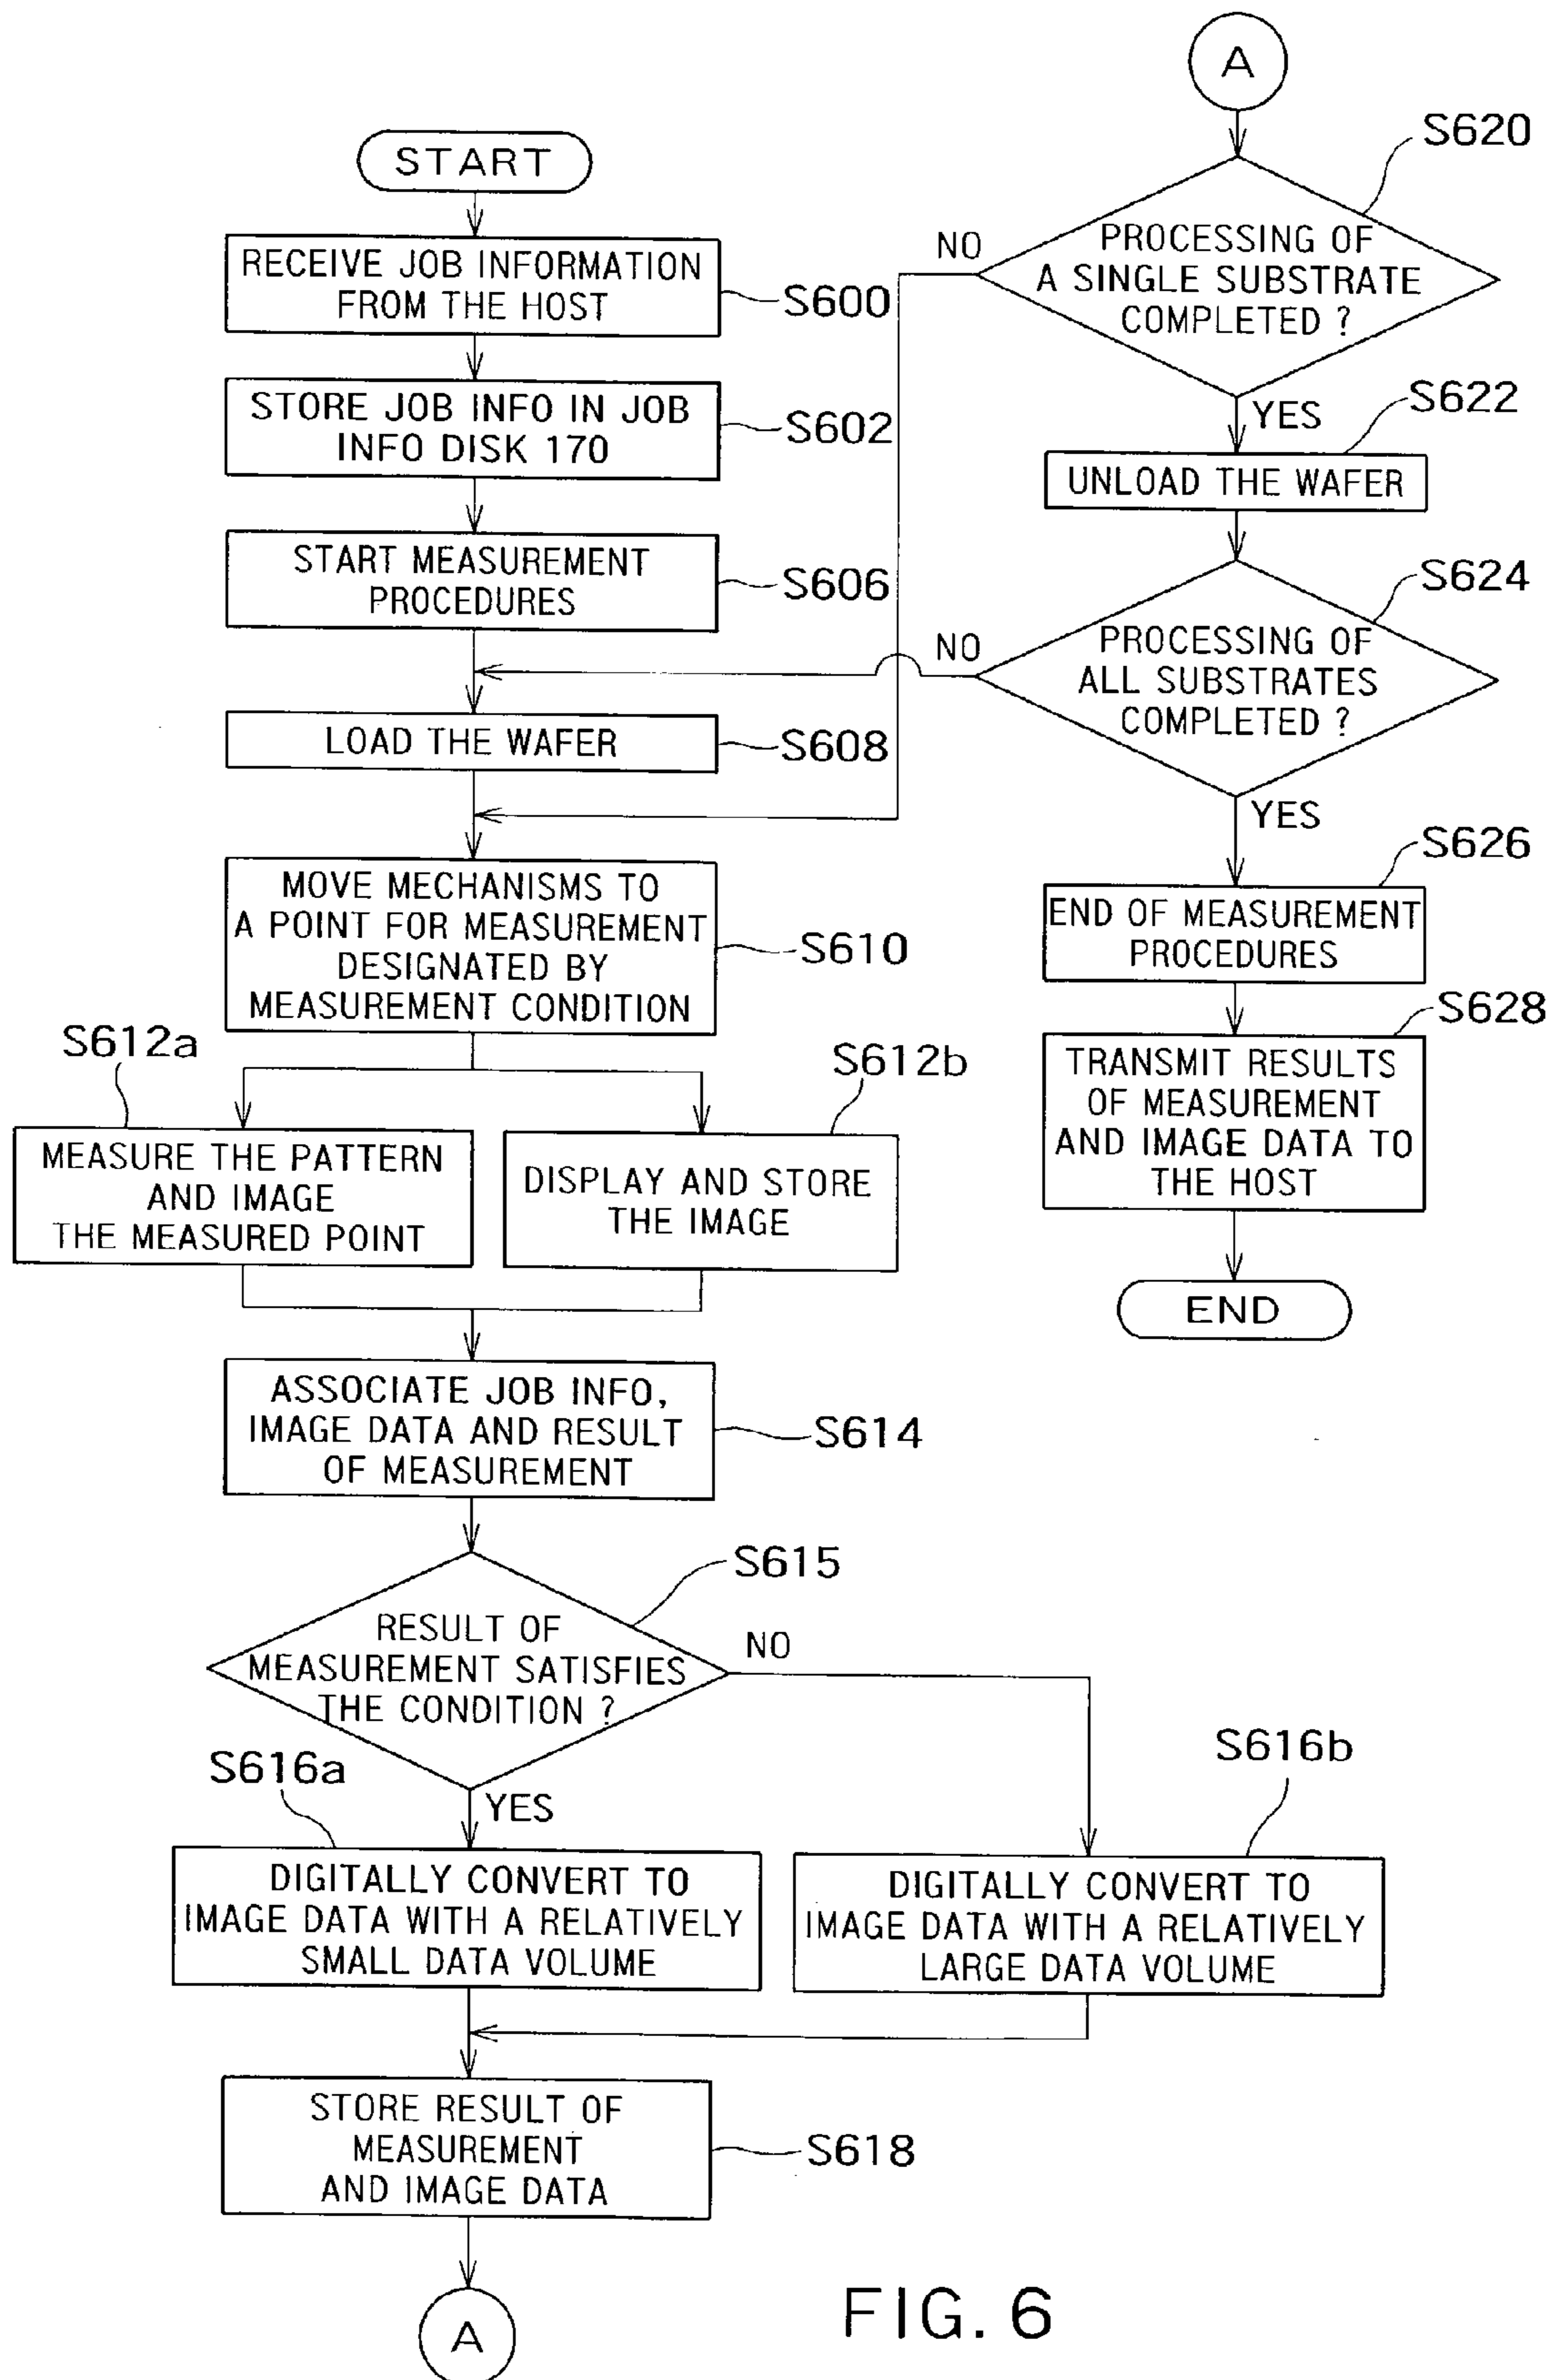 START
RECEIVE JOB INFORMATION
FROM THE HOST
S600
STORE JOB INFO IN JOB
INFO DISK 170
S602
START MEASUREMENT
PROCEDURES
S606
LOAD THE WAFER
S608
MOVE MECHANISMS TO
A POINT FOR MEASUREMENT
DESIGNATED BY
MEASUREMENT CONDITION
S610
S612a
MEASURE THE PATTERN
AND IMAGE
THE MEASURED POINT
S612b
DISPLAY AND STORE
THE IMAGE
ASSOCIATE JOB INFO,
IMAGE DATA AND RESULT
OF MEASUREMENT
S614
S615
RESULT OF
MEASUREMENT SATISFIES
THE CONDITION ?
NO
YES
S616a
DIGITALLY CONVERT TO
IMAGE DATA WITH A RELATIVELY
SMALL DATA VOLUME
S616b
DIGITALLY CONVERT TO
IMAGE DATA WITH A RELATIVELY
LARGE DATA VOLUME
STORE RESULT OF
MEASUREMENT
AND IMAGE DATA
S618
A
A
S620
PROCESSING OF
A SINGLE SUBSTRATE
COMPLETED ?
NO
YES
S622
UNLOAD THE WAFER
S624
PROCESSING OF
ALL SUBSTRATES
COMPLETED ?
NO
YES
S626
END OF MEASUREMENT
PROCEDURES
S628
TRANSMIT RESULTS
OF MEASUREMENT
AND IMAGE DATA TO
THE HOST
END
FIG. 6